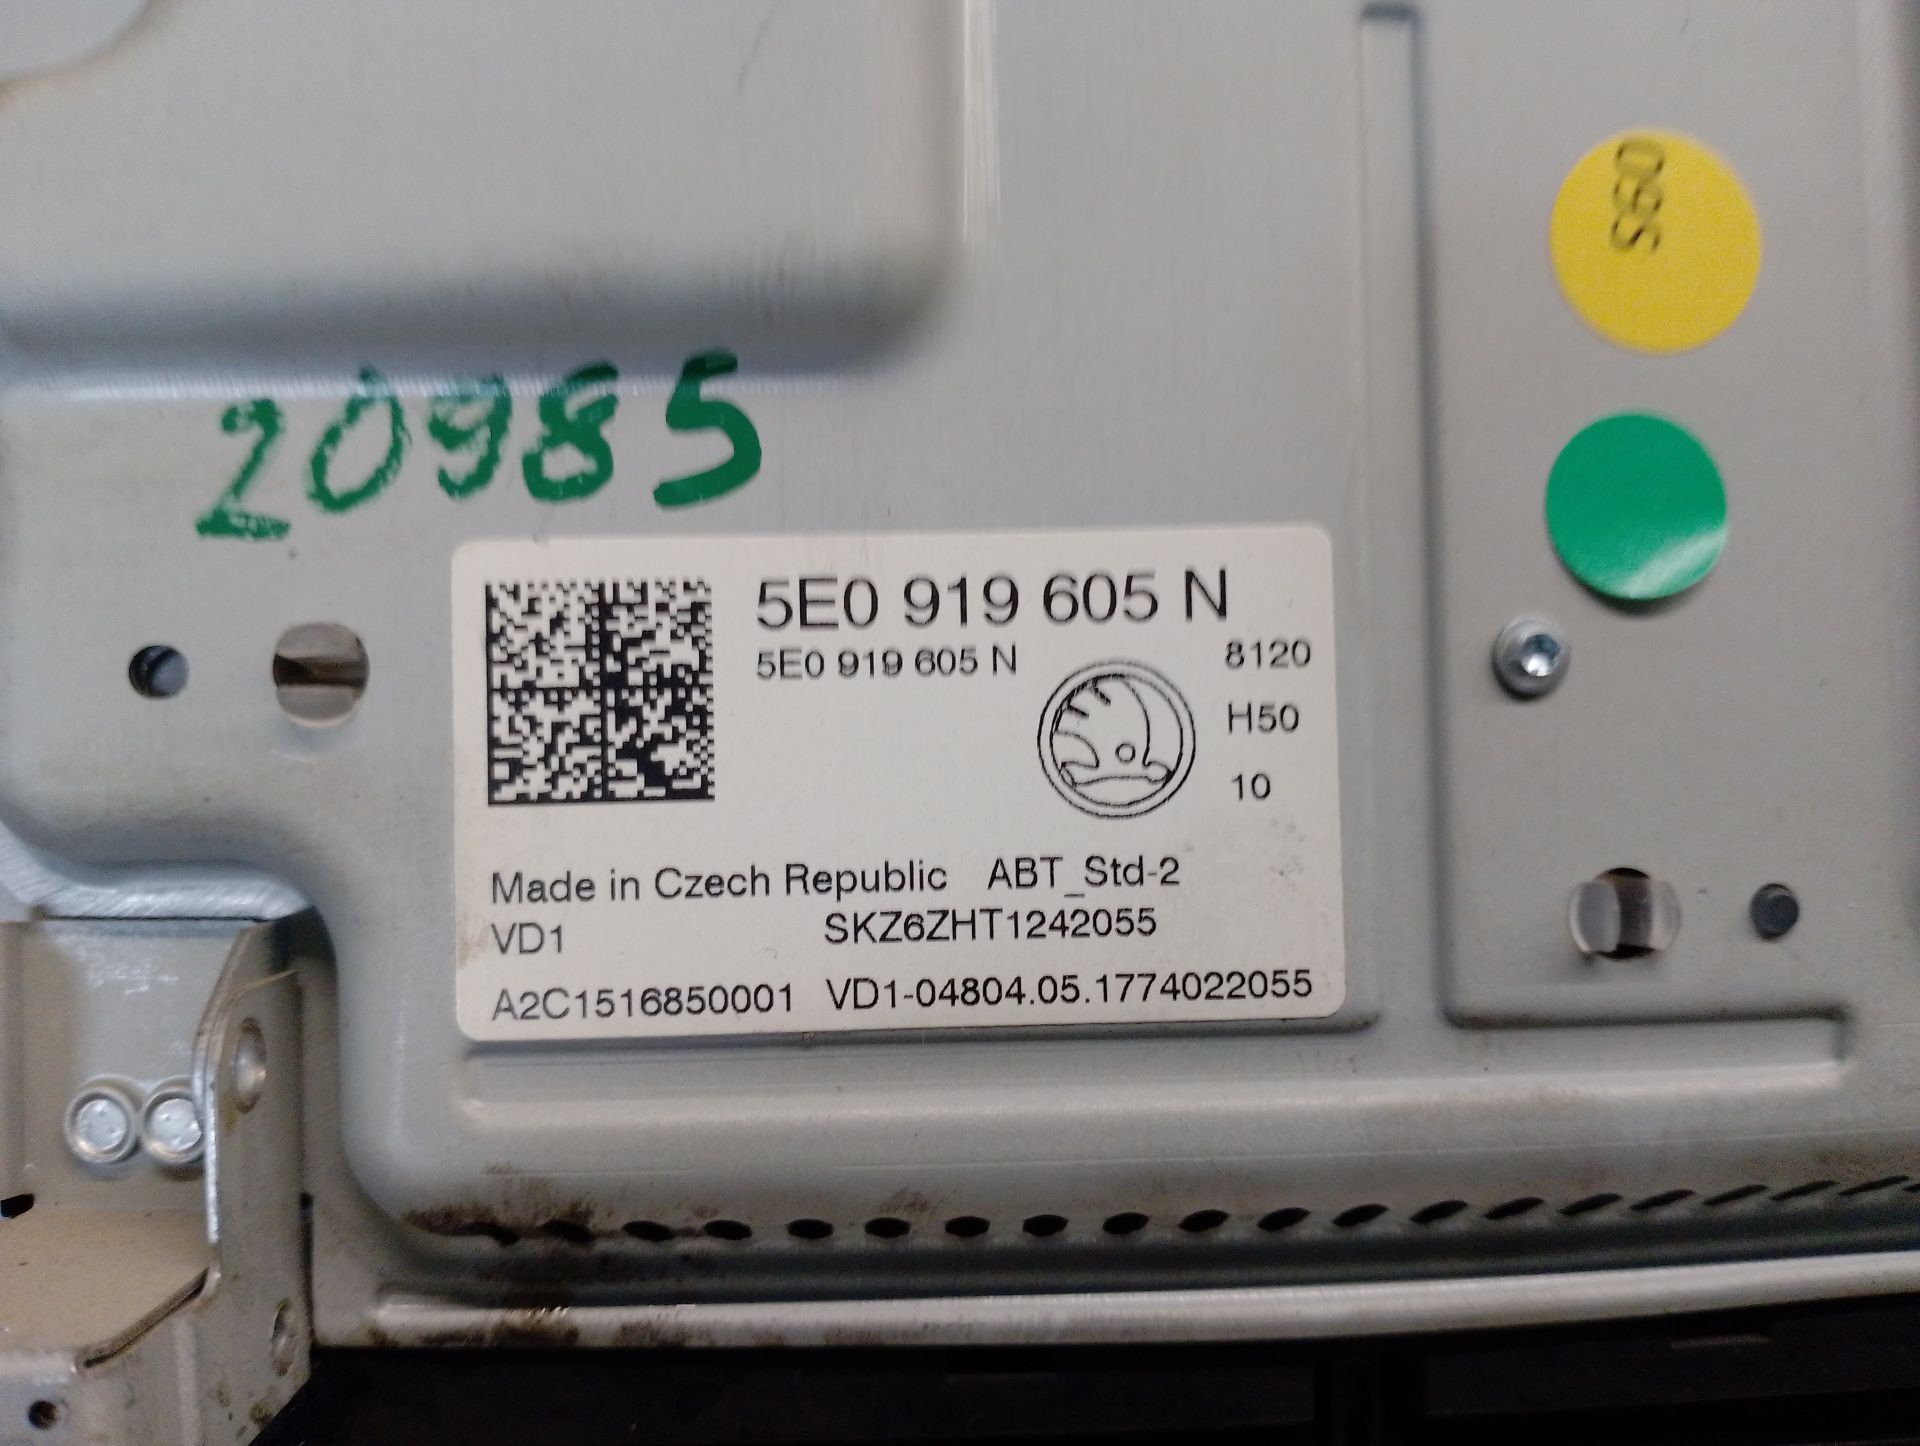 SS60
20985
5E0 919 605 N
5E0 919 605 N
8120
H50
10
Made in Czech Republic ABT_Std-2
VD1 SKZ6ZHT1242055
A2C1516850001 VD1-04804.05.1774022055